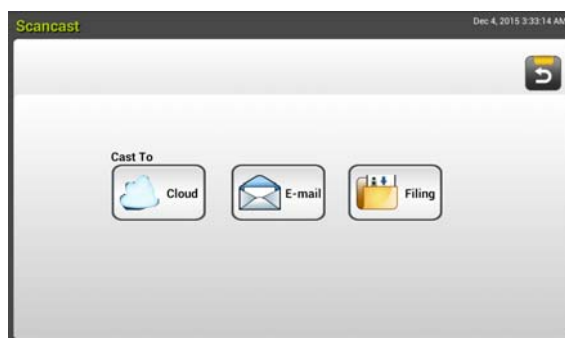 Scancast
Dec 4, 2015 3:33:14 AM
Cast To
Cloud
E-mail
Filing